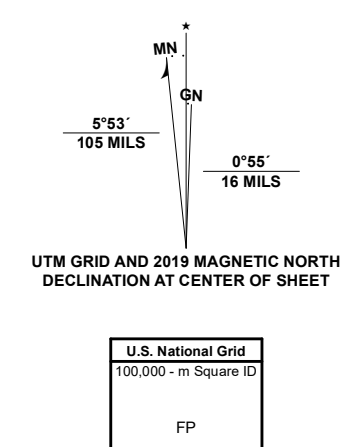 MN
GN
5°53´
105 MILS
0°55´
16 MILS
UTM GRID AND 2019 MAGNETIC NORTH
DECLINATION AT CENTER OF SHEET
U.S. National Grid
100,000 - m Square ID
FP